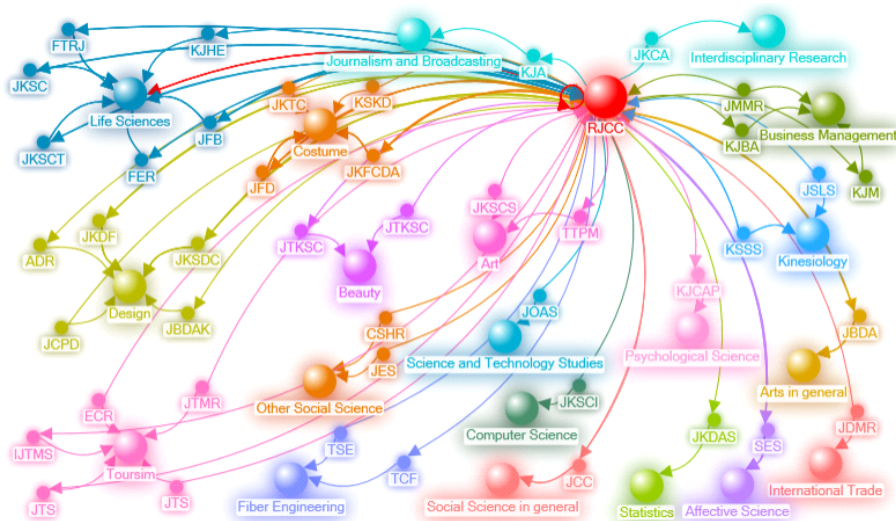 FTRJ
KJHE
JKSC
Life Sciences
JKSCT
JFB
FER
Journalism and Broadcasting
KJA
JKCA
Interdisciplinary Research
JKTC
KSKD
Costume
JFD
JKFCDA
RJCC
JMMR
Business Management
KJBA
KJM
JSLS
KSSS
Kinesiology
JKDF
ADR
JKSDC
Design
JCPD
JBDAK
JTKSC
JTKSC
Beauty
JKSCS
TTPM
Art
KJCAP
Psychological Science
JOAS
Science and Technology Studies
CSHR
JES
Other Social Science
JBDA
Arts in general
JKSCI
Computer Science
ECR
JTMR
IJTMS
Toursim
JTS
JTS
TSE
TCF
Fiber Engineering
JCC
Social Science in general
JKDAS
Statistics
SES
Affective Science
JDMR
International Trade